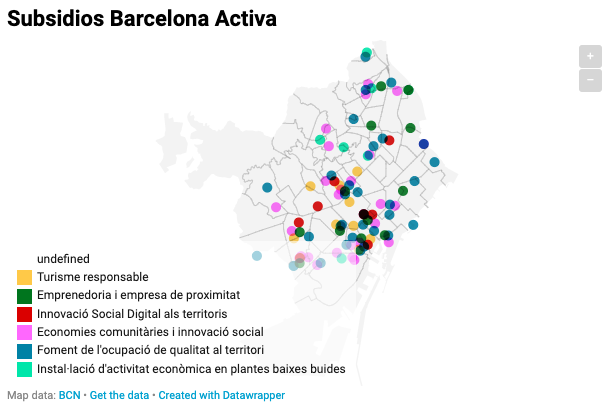 Subsidios Barcelona Activa
+
−
undefined
Turisme responsable
Emprenedoria i empresa de proximitat
Innovació Social Digital als territoris
Economies comunitàries i innovació social
Foment de l'ocupació de qualitat al territori
Instal·lació d'activitat econòmica en plantes baixes buides
Map data: BCN • Get the data • Created with Datawrapper